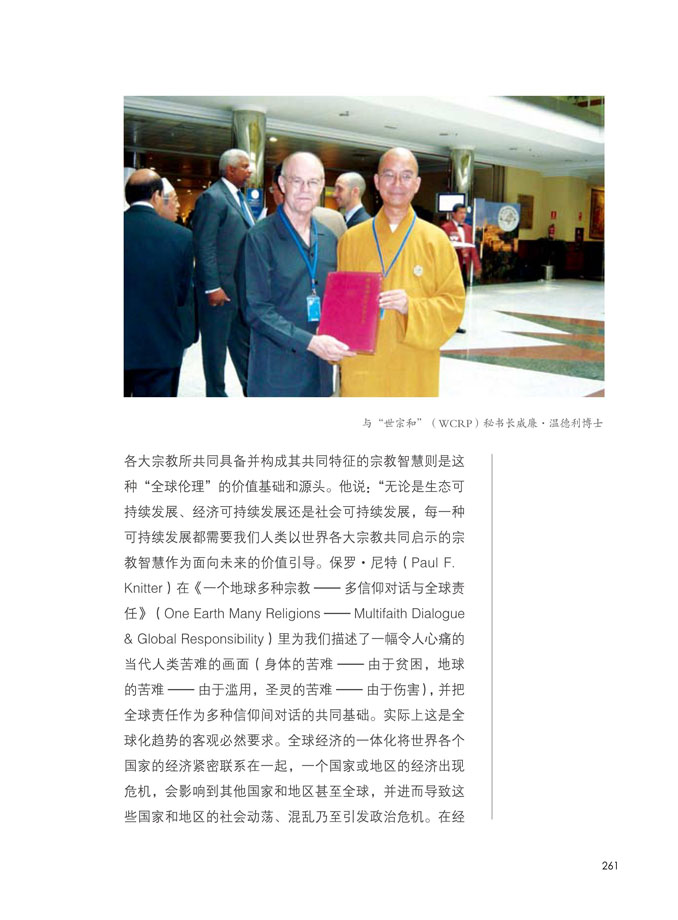 与“世宗和”（WCRP）秘书长威廉·温德利博士
各大宗教所共同具备并构成其共同特征的宗教智慧则是这
种“全球伦理”的价值基础和源头。他说：“无论是生态可
持续发展、经济可持续发展还是社会可持续发展，每一种
可持续发展都需要我们人类以世界各大宗教共同启示的宗
教智慧作为面向未来的价值引导。保罗·尼特（Paul F.
Knitter）在《一个地球多种宗教 —— 多信仰对话与全球责
任》（One Earth Many Religions —— Multifaith Dialogue
& Global Responsibility）里为我们描述了一幅令人心痛的
当代人类苦难的画面（身体的苦难 —— 由于贫困，地球
的苦难 —— 由于滥用，圣灵的苦难 —— 由于伤害），并把
全球责任作为多种信仰间对话的共同基础。实际上这是全
球化趋势的客观必然要求。全球经济的一体化将世界各个
国家的经济紧密联系在一起，一个国家或地区的经济出现
危机，会影响到其他国家和地区甚至全球，并进而导致这
些国家和地区的社会动荡、混乱乃至引发政治危机。在经
261